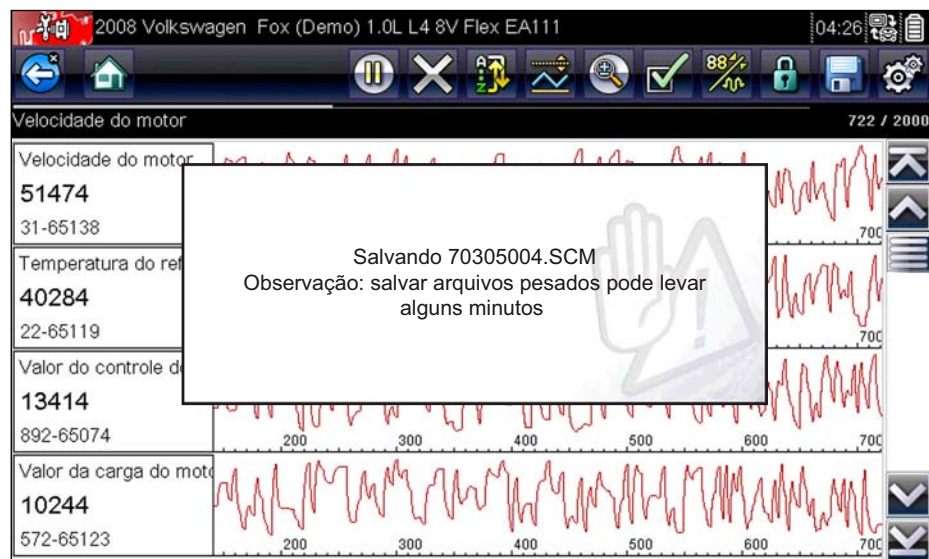 2008 Volkswagen Fox (Demo) 1.0L L4 8V Flex EA111
04:26
Velocidade do motor
722 / 2000
Velocidade do motor
51474
31-65138
700
Temperatura do ref
40284
22-65119
700
Salvando 70305004.SCM
Observação: salvar arquivos pesados pode levar
alguns minutos
Valor do controle d
13414
892-65074
200 300 400 500 600 700
Valor da carga do moto
10244
572-65123
200 300 400 500 600 700